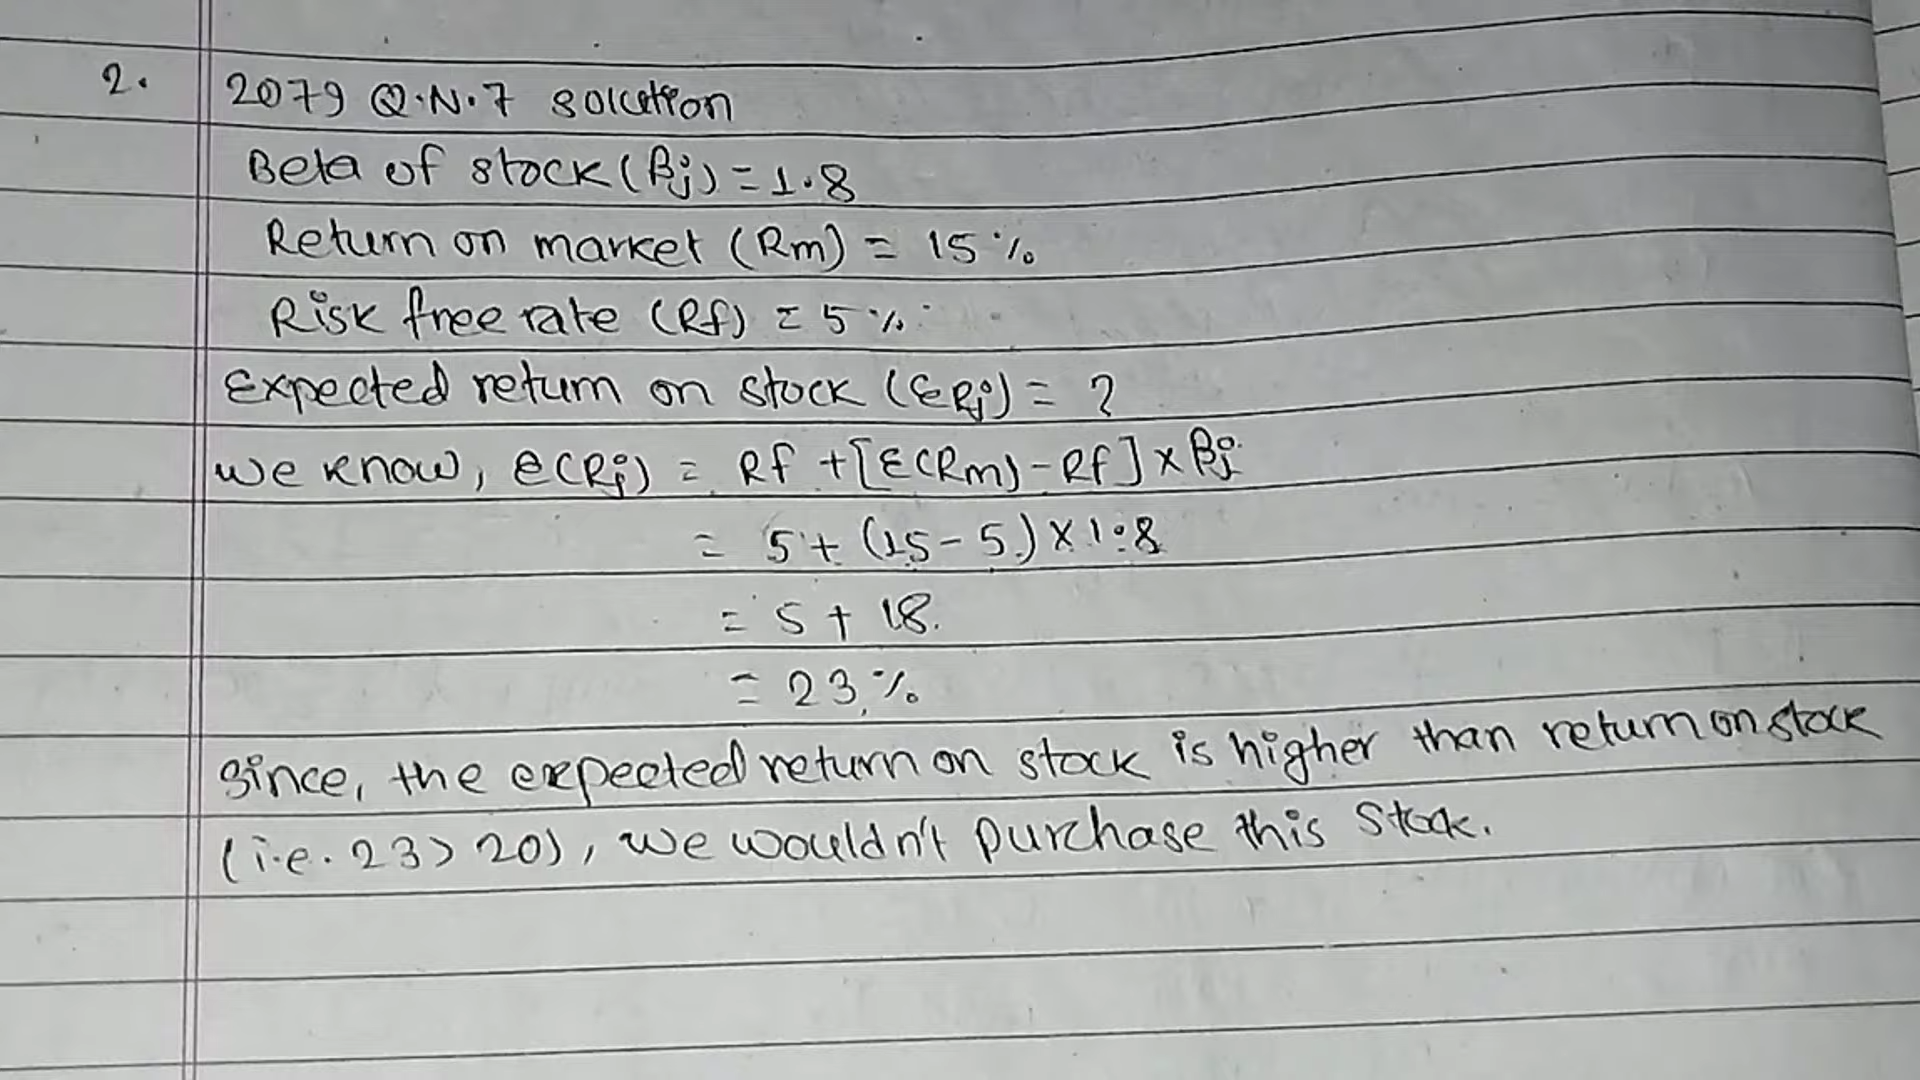 2. 2079 Q.N.7 solution
Beta of stock (βj) = 1.8
Return on market (Rm) = 15%
Risk free rate (Rf) = 5%
Expected return on stock (ERj) = ?
we know, E(Rj) = Rf + [E(Rm) - Rf] x βj
= 5 + (15 - 5) x 1.8
= 5 + 18.
= 23%
Since, the expected return on stock is higher than return on stock
(i.e. 23 > 20), we wouldn't purchase this stock.